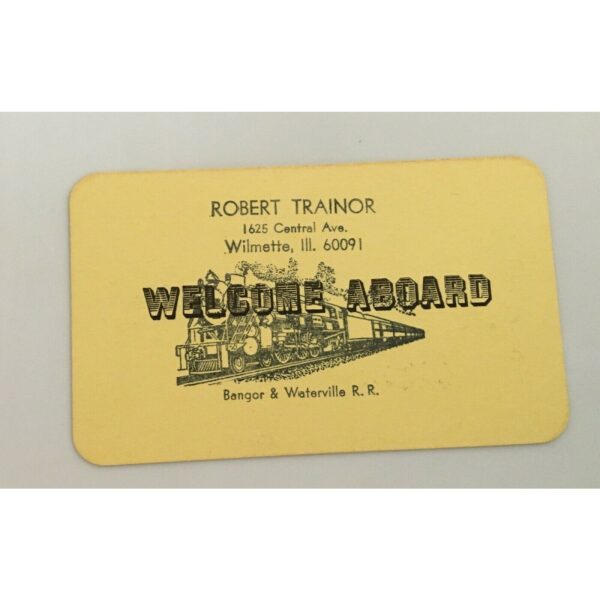 ROBERT TRAINOR
1625 Central Ave.
Wilmette, Ill. 60091
WELCOME ABOARD
Bangor & Waterville R. R.